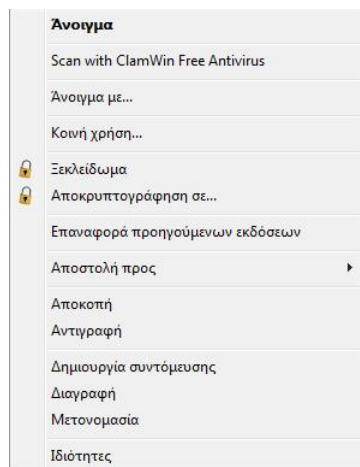 Άνοιγμα
Scan with ClamWin Free Antivirus
Άνοιγμα με...
Κοινή χρήση...
Ξεκλείδωμα
Αποκρυπτογράφηση σε...
Επαναφορά προηγούμενων εκδόσεων
Αποστολή προς
Αποκοπή
Αντιγραφή
Δημιουργία συντόμευσης
Διαγραφή
Μετονομασία
Ιδιότητες